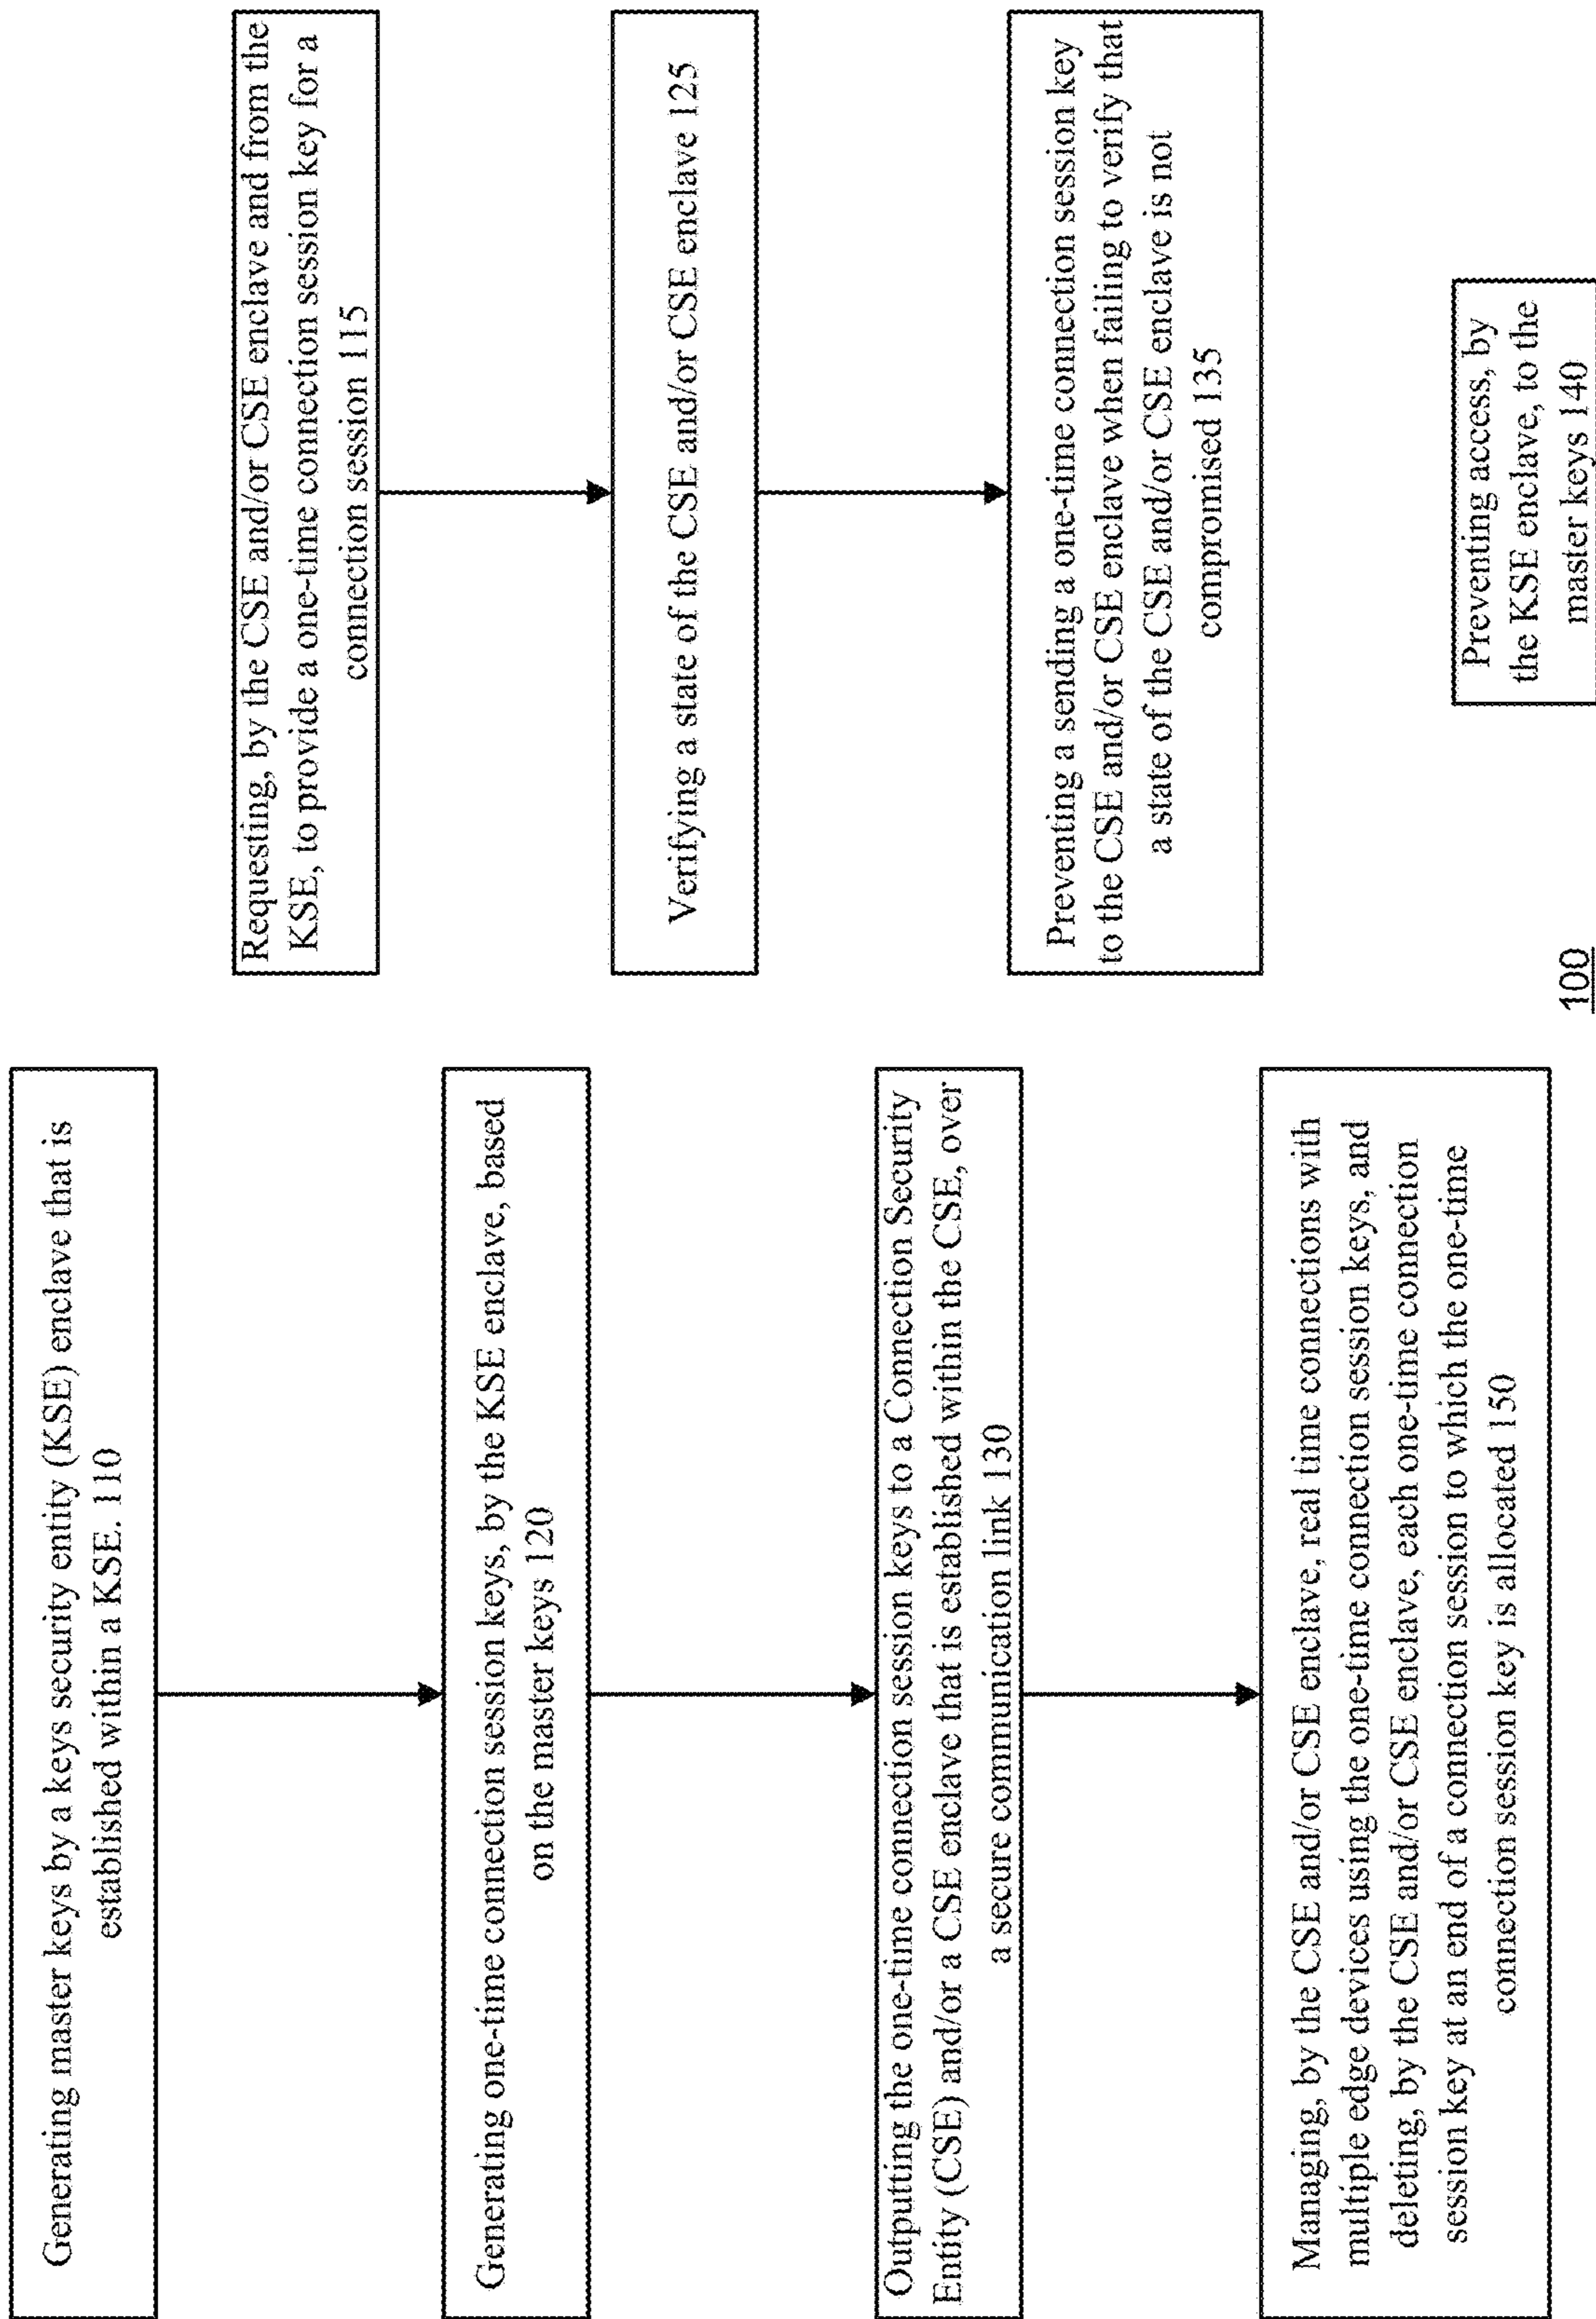 Generating master keys by a keys security entity (KSE) enclave that is
established within a KSE. 110
Generating one-time connection session keys, by the KSE enclave, based
on the master keys 120
Outputting the one-time connection session keys to a Connection Security
Entity (CSE) and/or a CSE enclave that is established within the CSE, over
a secure communication link 130
Managing, by the CSE and/or CSE enclave, real time connections with
multiple edge devices using the one-time connection session keys, and
deleting, by the CSE and/or CSE enclave, each one-time connection
session key at an end of a connection session to which the one-time
connection session key is allocated 150
Requesting, by the CSE and/or CSE enclave and from the
KSE, to provide a one-time connection session key for a
connection session 115
Verifying a state of the CSE and/or CSE enclave 125
Preventing a sending a one-time connection session key
to the CSE and/or CSE enclave when failing to verify that
a state of the CSE and/or CSE enclave is not
compromised 135
Preventing access, by
the KSE enclave, to the
master keys 140
100